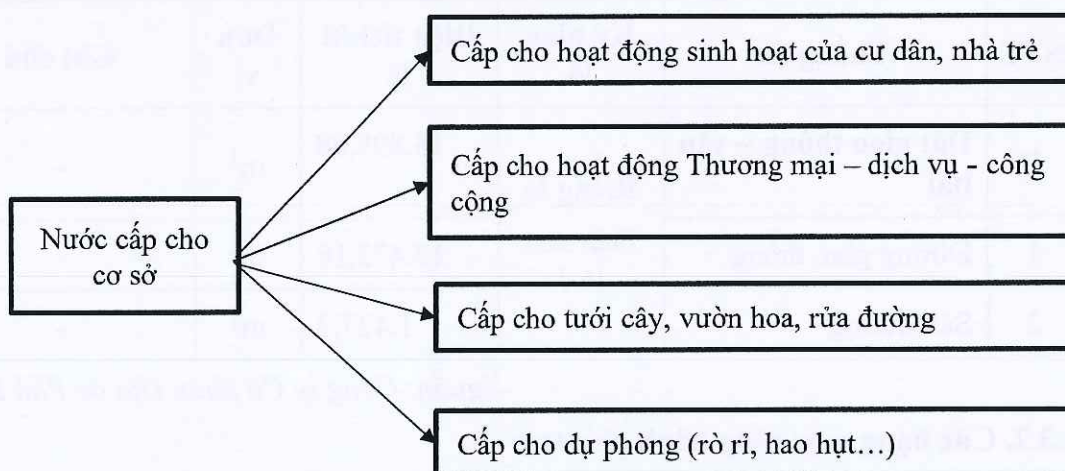 Cấp cho hoạt động sinh hoạt của cư dân, nhà trẻ
Cấp cho hoạt động Thương mại – dịch vụ - công
cộng
Nước cấp cho
cơ sở
Cấp cho tưới cây, vườn hoa, rửa đường
Cấp cho dự phòng (rò rỉ, hao hụt…)